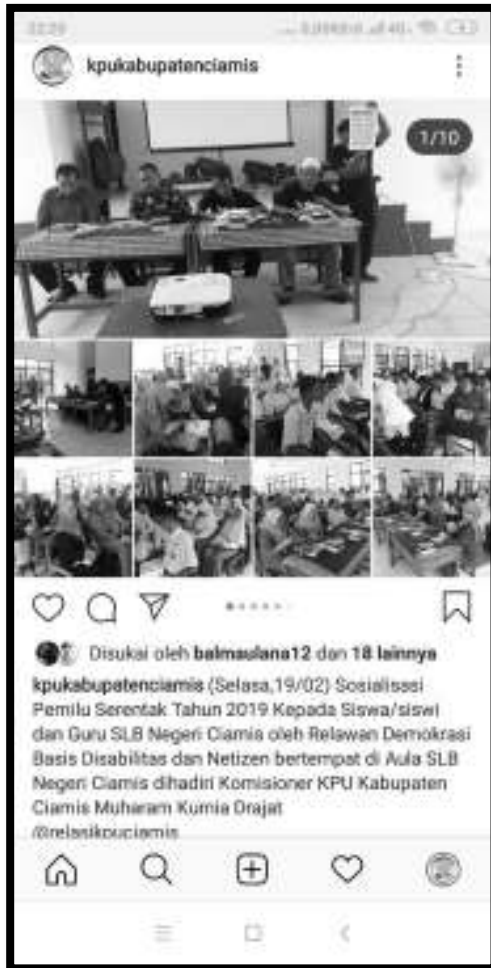 kpukabupatenciamis
1/10
Disukai oleh balmaulana12 dan 18 lainnya
kpukabupatenciamis (Selasa,19/02) Sosialisasi
Pemilu Serentak Tahun 2019 Kepada Siswa/siswi
dan Guru SLB Negeri Ciamis oleh Relawan Demokrasi
Basis Disabilitas dan Netizen bertempat di Aula SLB
Negeri Ciamis dihadiri Komisioner KPU Kabupaten
Ciamis Muharam Kurnia Drajat
@relasikpuciamis